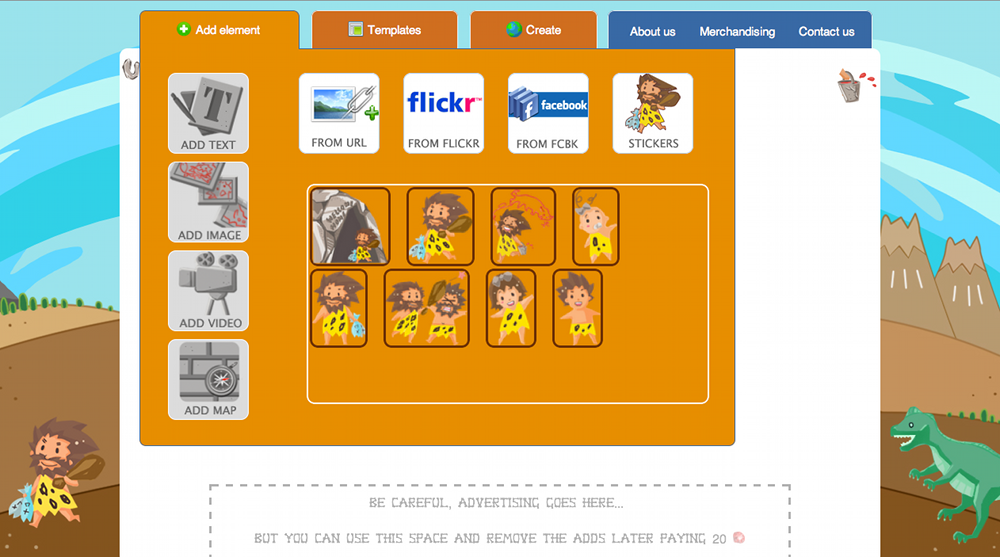 Add element
Templates
Create
About us
Merchandising
Contact us
ADD TEXT
FROM URL
flickr™
FROM FLICKR
facebook
FROM FCBK
STICKERS
ADD IMAGE
ADD VIDEO
ADD MAP
BE CAREFUL, ADVERTISING GOES HERE...
BUT YOU CAN USE THIS SPACE AND REMOVE THE ADDS LATER PAYING 20